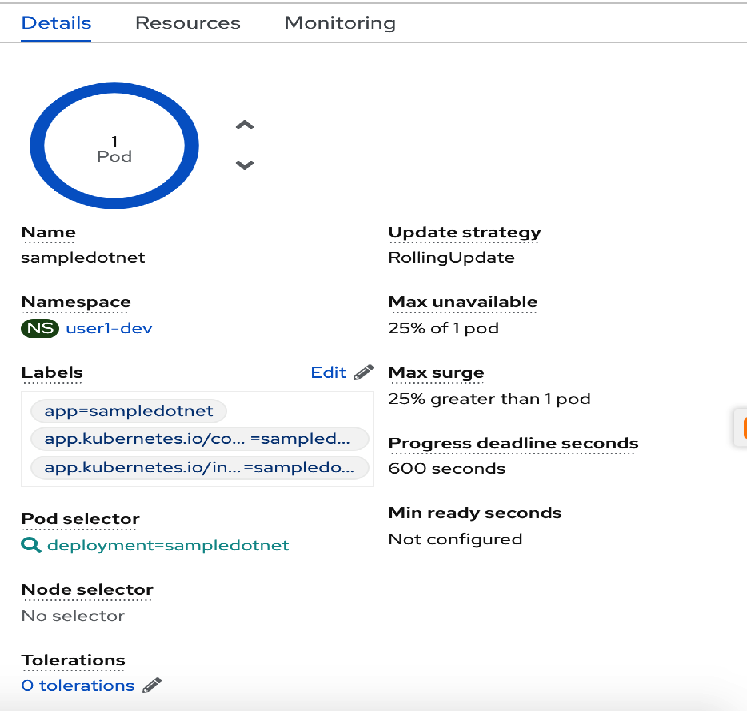 Details Resources Monitoring
1
Pod
Name
sampledotnet
Namespace
NS user1-dev
Labels Edit
app=sampledotnet
app.kubernetes.io/co... =sampled...
app.kubernetes.io/in... =sampledo...
Pod selector
deployment=sampledotnet
Node selector
No selector
Tolerations
0 tolerations
Update strategy
RollingUpdate
Max unavailable
25% of 1 pod
Max surge
25% greater than 1 pod
Progress deadline seconds
600 seconds
Min ready seconds
Not configured